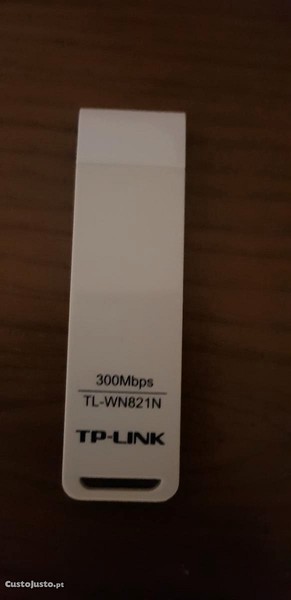 300Mbps
TL-WN821N
TP-LINK
CustoJusto.pt